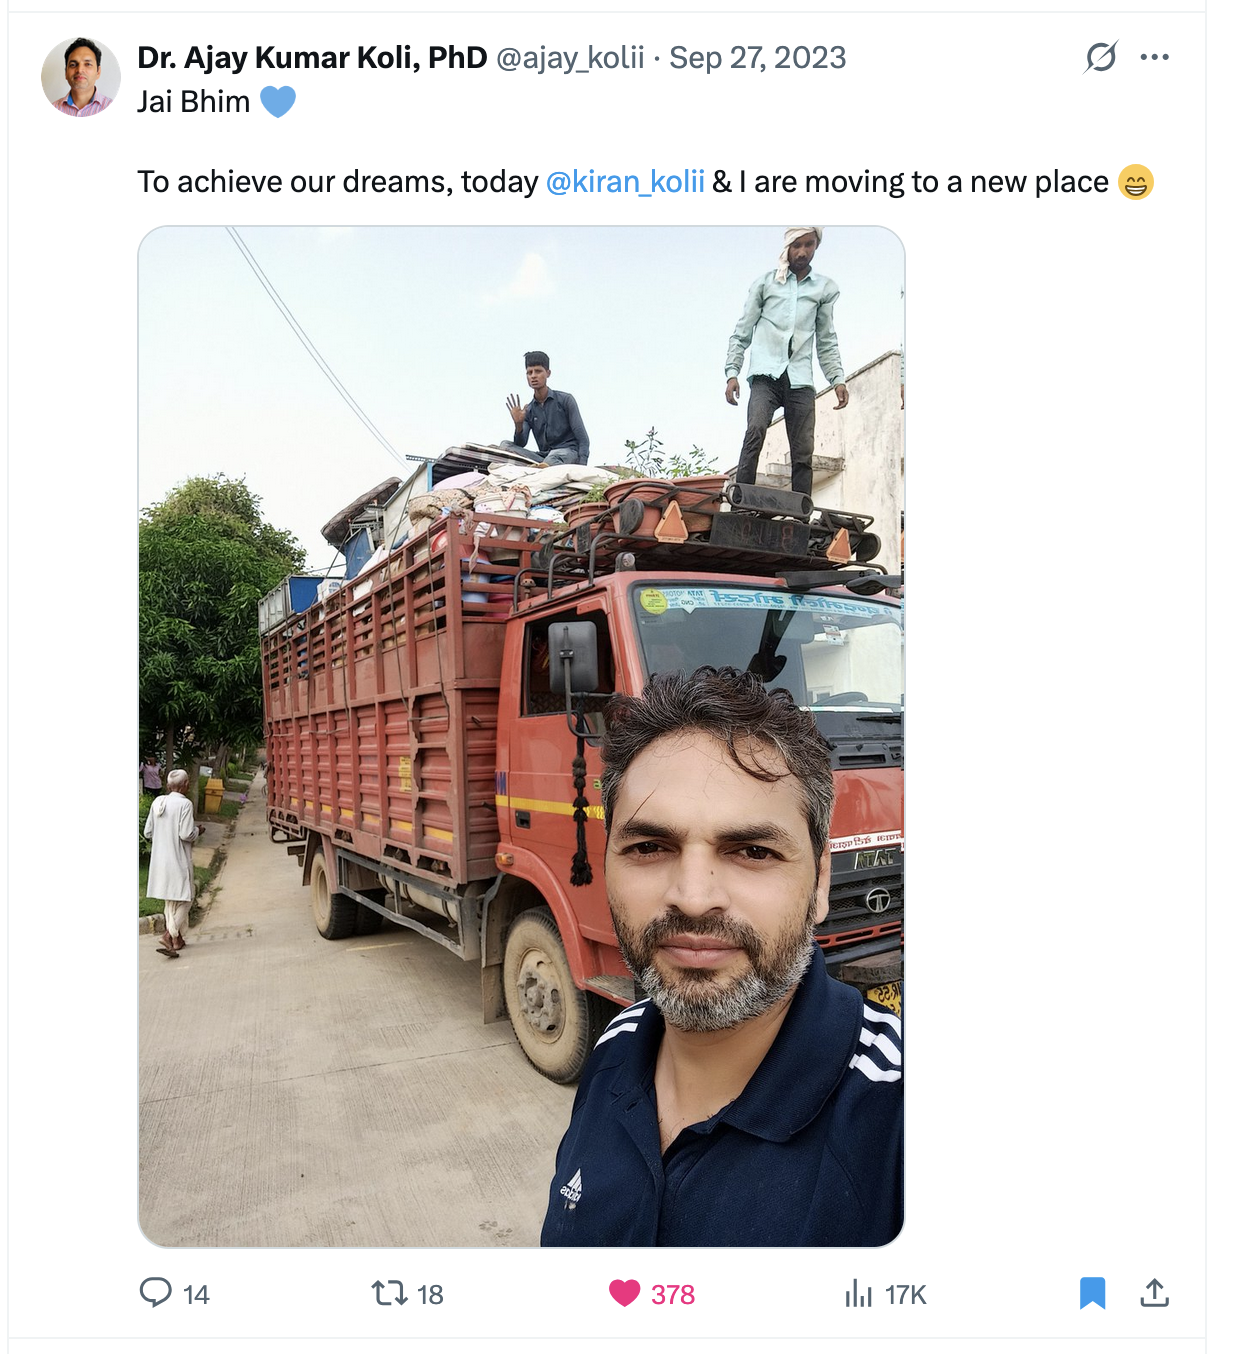 Dr. Ajay Kumar Koli, PhD @ajay_kolii · Sep 27, 2023
Jai Bhim 💙
To achieve our dreams, today @kiran_kolii & I are moving to a new place 😁
TATA
adidas
14 18 378 17K